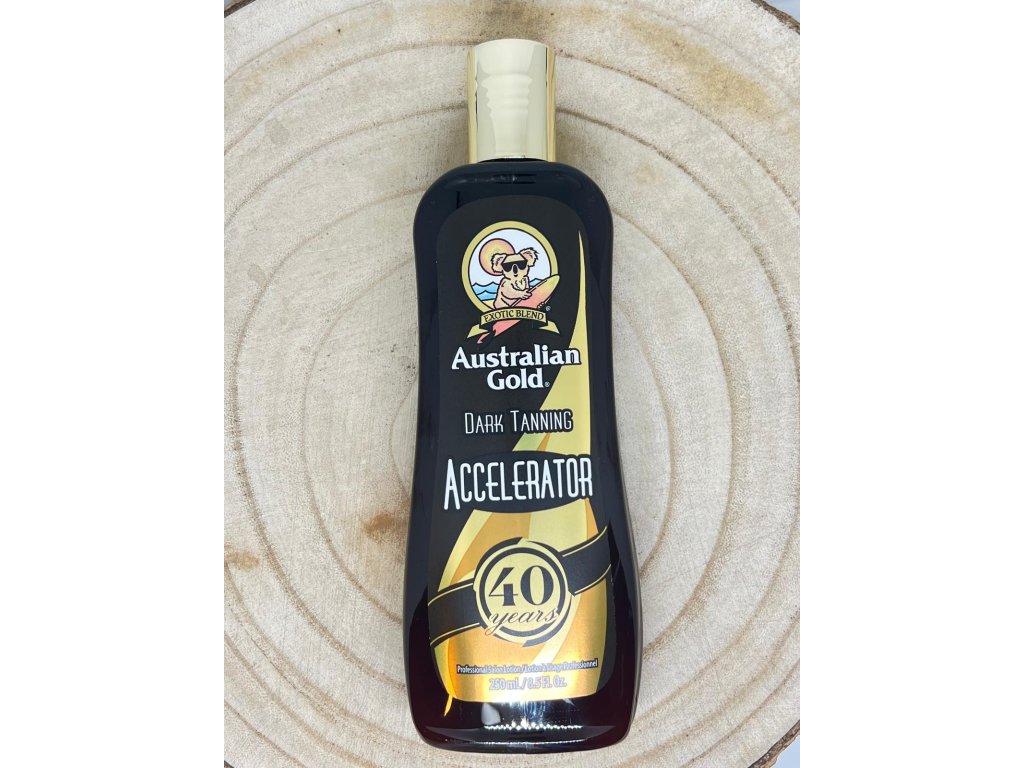 EXOTIC BLEND
Australian
Gold®
DARK TANNING
ACCELERATOR
40
years
Professional Salon Lotion / Lotion à Usage Professionnel
250 mL / 8.5 Fl. Oz.